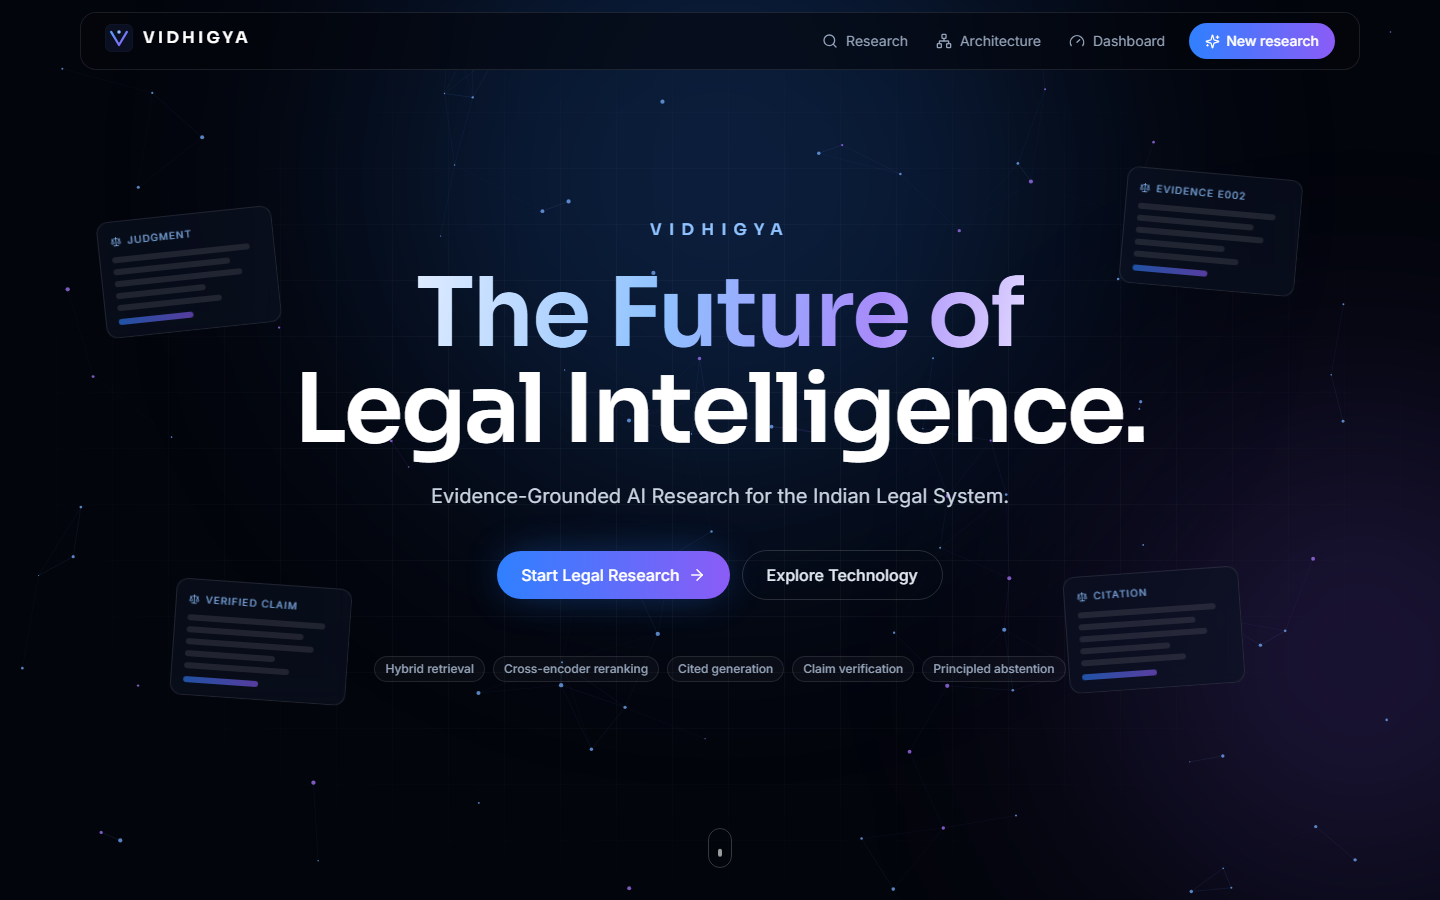 VIDHIGYA
Research
Architecture
Dashboard
New research
JUDGMENT
EVIDENCE E002
VIDHIGYA
The Future of
Legal Intelligence.
Evidence-Grounded AI Research for the Indian Legal System.
Start Legal Research
Explore Technology
VERIFIED CLAIM
CITATION
Hybrid retrieval
Cross-encoder reranking
Cited generation
Claim verification
Principled abstention